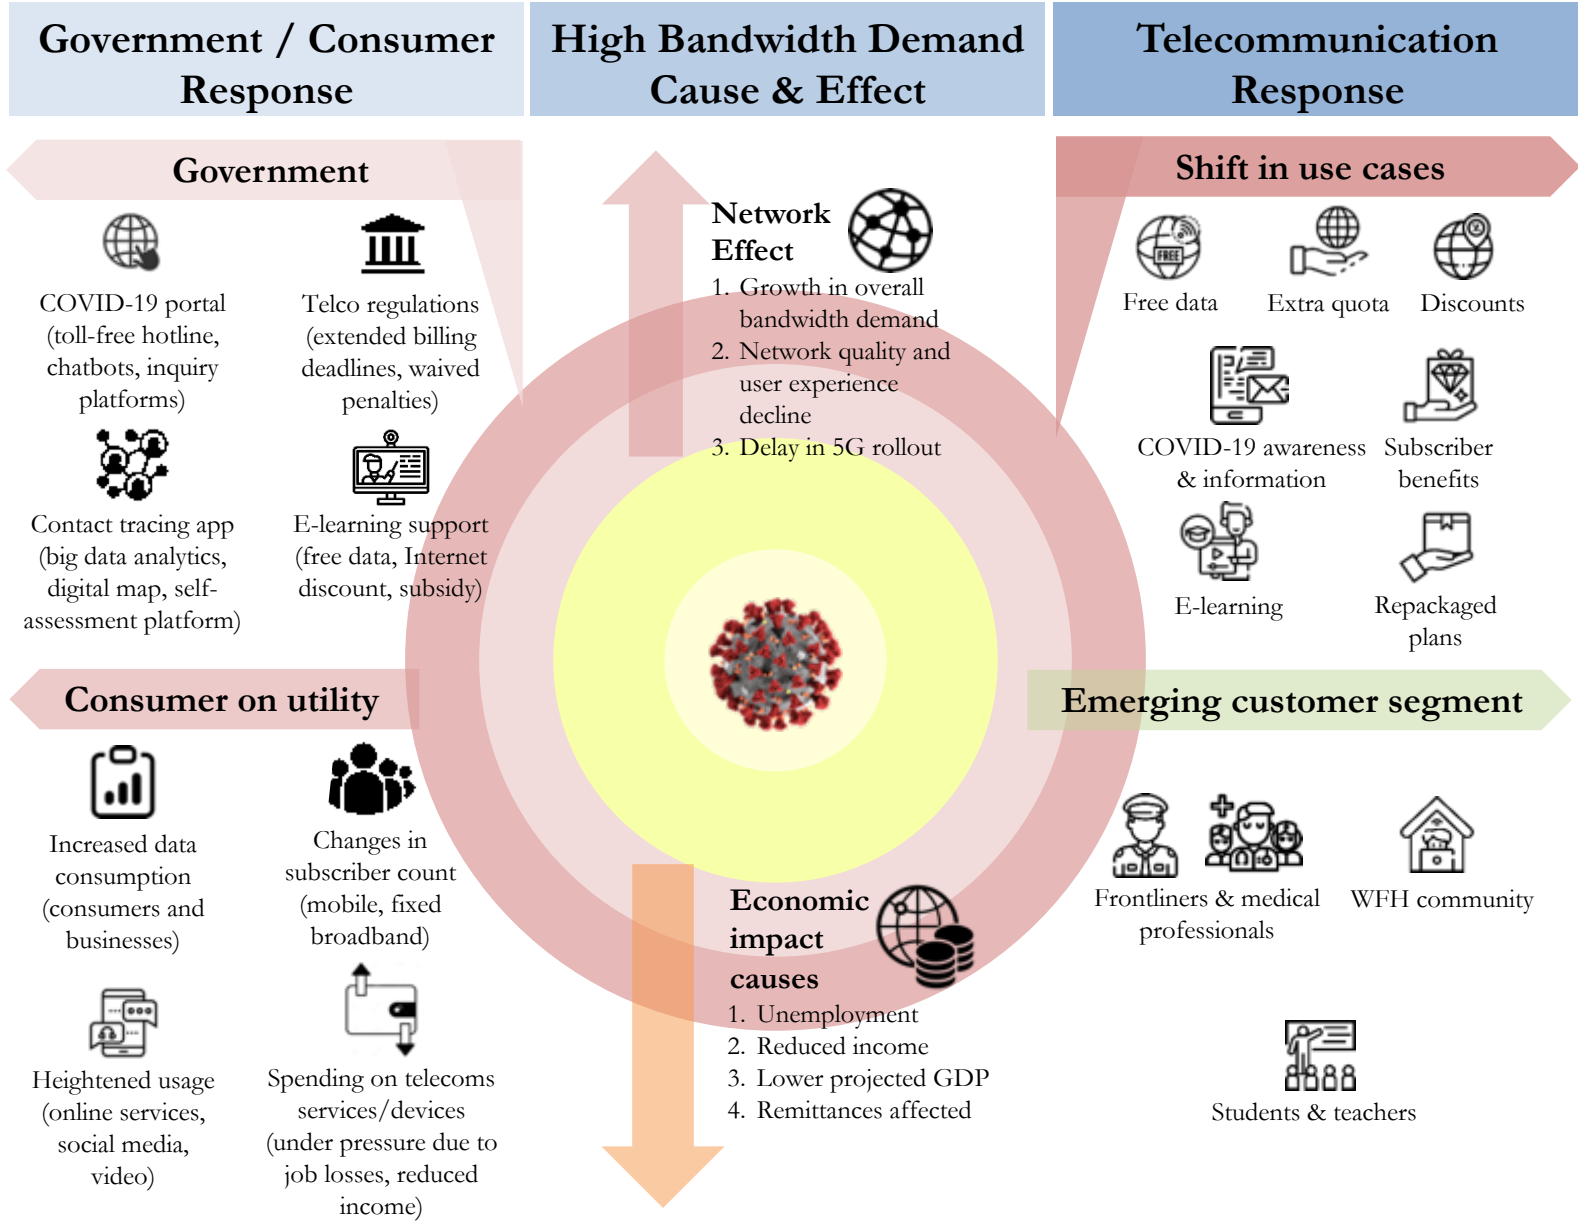 Government / Consumer
Response
High Bandwidth Demand
Cause & Effect
Telecommunication
Response
Government
COVID-19 portal
(toll-free hotline,
chatbots, inquiry
platforms)
Telco regulations
(extended billing
deadlines, waived
penalties)
Contact tracing app
(big data analytics,
digital map, self-
assessment platform)
E-learning support
(free data, Internet
discount, subsidy)
Consumer on utility
Increased data
consumption
(consumers and
businesses)
Changes in
subscriber count
(mobile, fixed
broadband)
Heightened usage
(online services,
social media,
video)
Spending on telecoms
services/devices
(under pressure due to
job losses, reduced
income)
Network
Effect
1. Growth in overall
bandwidth demand
2. Network quality and
user experience
decline
3. Delay in 5G rollout
Economic
impact
causes
1. Unemployment
2. Reduced income
3. Lower projected GDP
4. Remittances affected
Shift in use cases
FREE
Free data
Extra quota
Discounts
COVID-19 awareness
& information
Subscriber
benefits
E-learning
Repackaged
plans
Emerging customer segment
Frontliners & medical
professionals
WFH community
Students & teachers